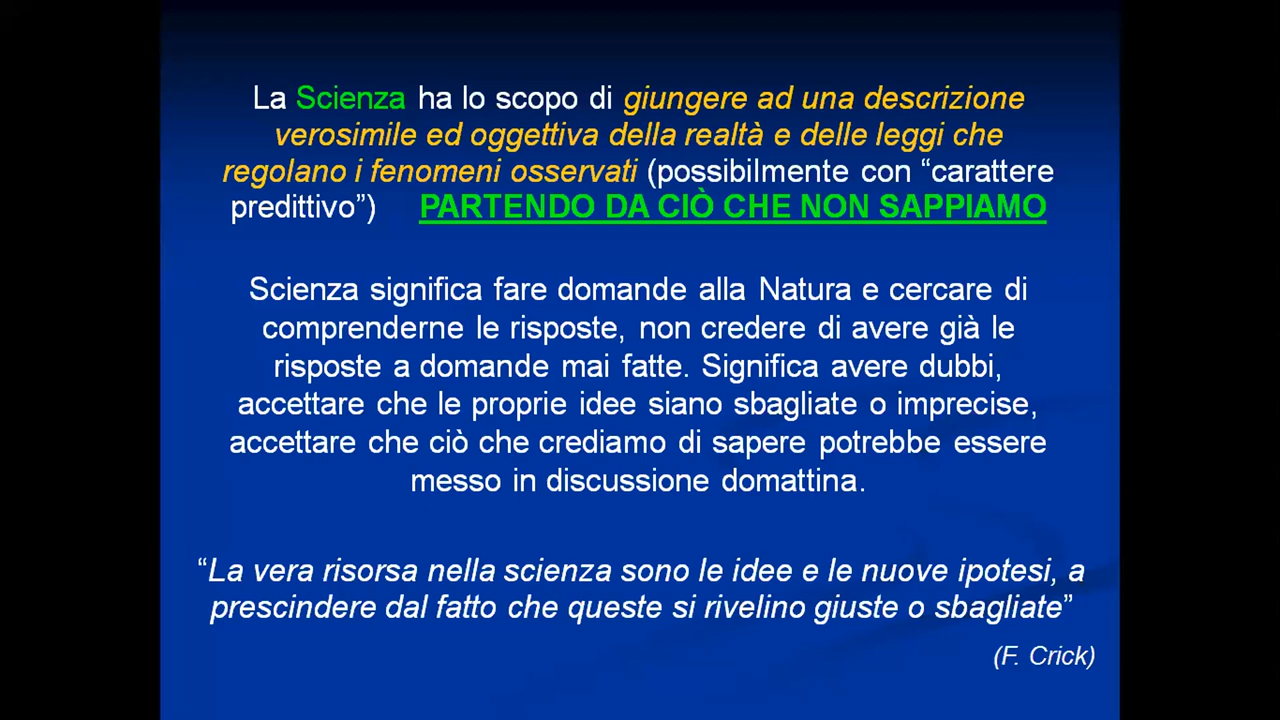 La Scienza ha lo scopo di giungere ad una descrizione
verosimile ed oggettiva della realtà e delle leggi che
regolano i fenomeni osservati (possibilmente con “carattere
predittivo”) PARTENDO DA CIÒ CHE NON SAPPIAMO
Scienza significa fare domande alla Natura e cercare di
comprenderne le risposte, non credere di avere già le
risposte a domande mai fatte. Significa avere dubbi,
accettare che le proprie idee siano sbagliate o imprecise,
accettare che ciò che crediamo di sapere potrebbe essere
messo in discussione domattina.
“La vera risorsa nella scienza sono le idee e le nuove ipotesi, a
prescindere dal fatto che queste si rivelino giuste o sbagliate”
(F. Crick)